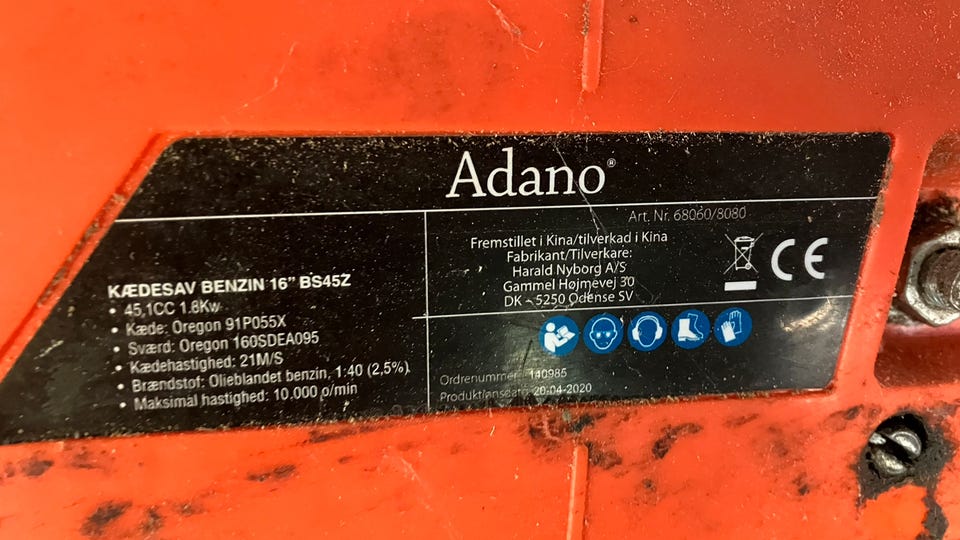 Adano®
Art. Nr. 68060/8080
KÆDESAV BENZIN 16” BS45Z
• 45,1CC 1.8Kw
• Kæde: Oregon 91P055X
• Sværd: Oregon 160SDEA095
• Kædehastighed: 21M/S
• Brændstof: Olieblandet benzin, 1:40 (2,5%)
• Maksimal hastighed: 10.000 o/min
Fremstillet i Kina/tilverkad i Kina
Fabrikant/Tilverkare:
Harald Nyborg A/S
Gammel Højmevej 30
DK - 5250 Odense SV
CE
Ordrenummer: 140985
Produktionsdato: 20-04-2020